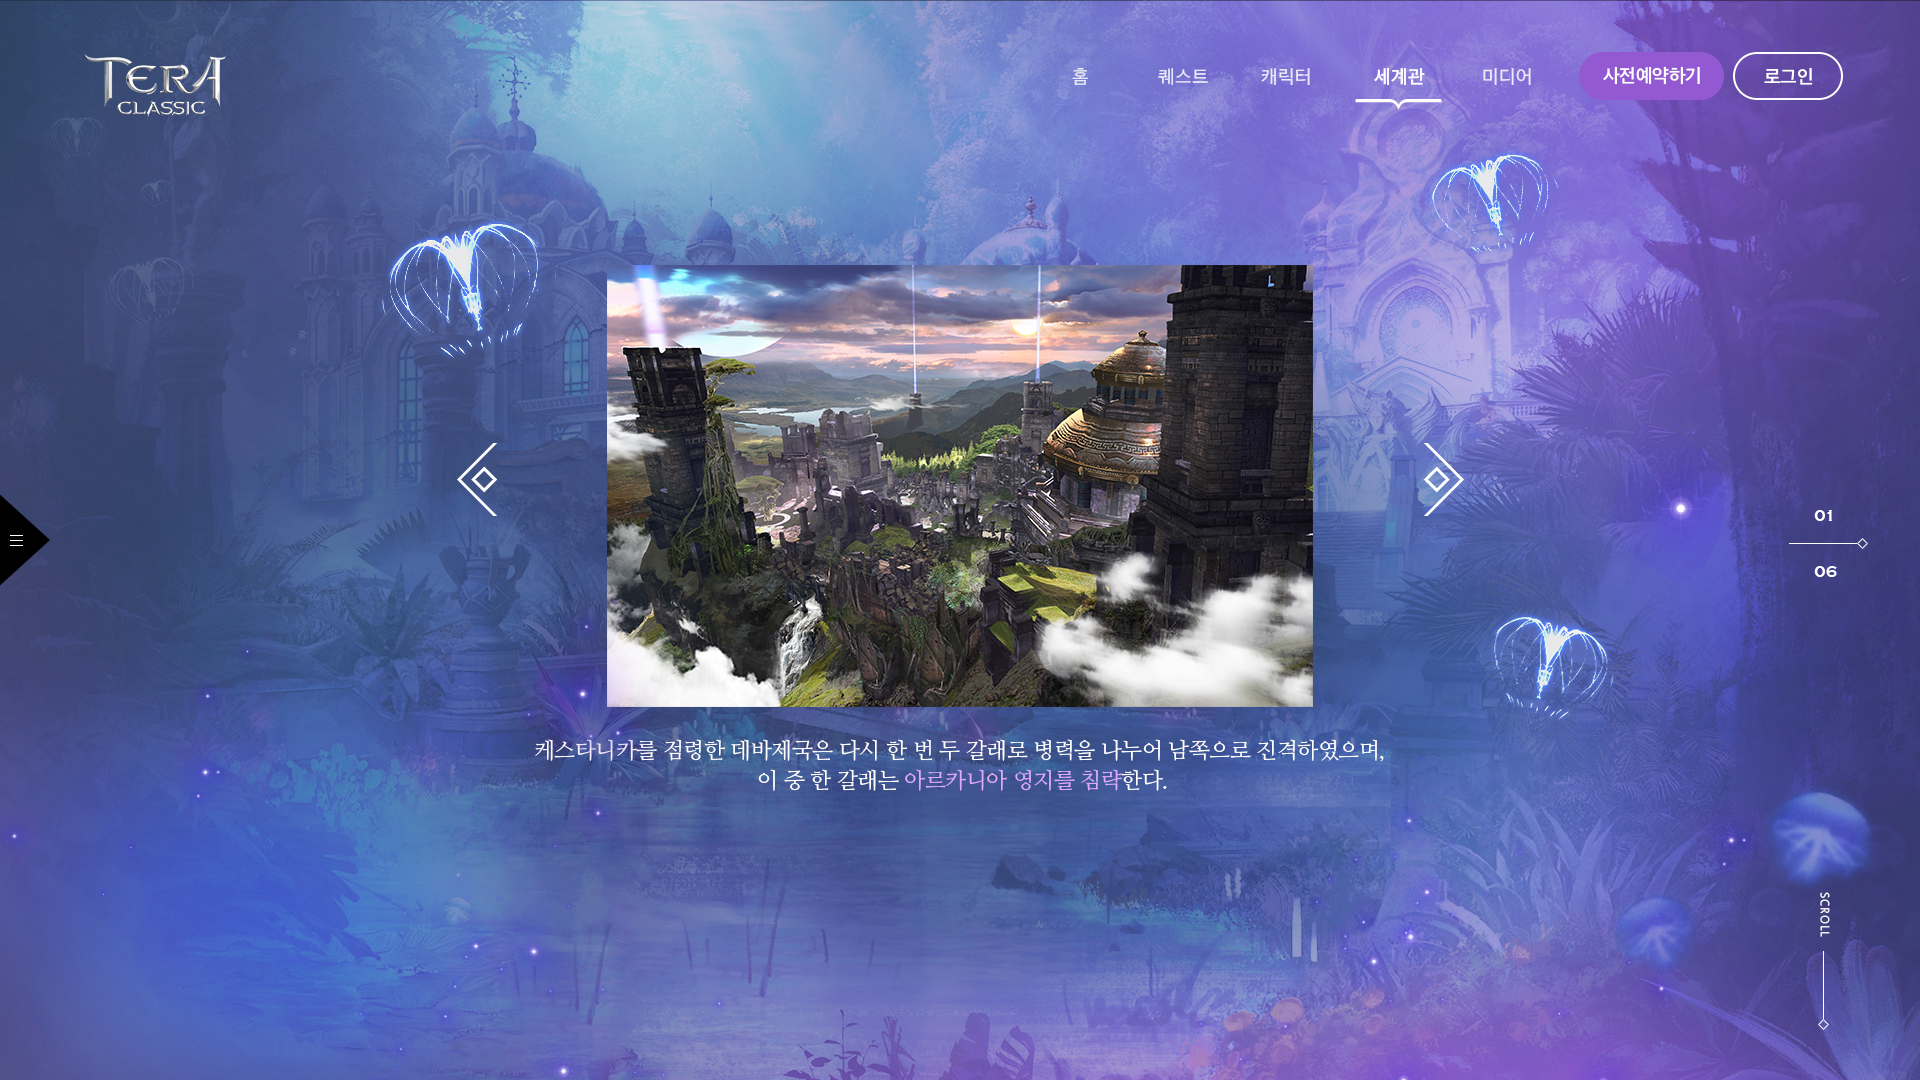 TERA
CLASSIC
홈
퀘스트
캐릭터
세계관
미디어
사전예약하기
로그인
01
06
케스타니카를 점령한 데바제국은 다시 한 번 두 갈래로 병력을 나누어 남쪽으로 진격하였으며,
이 중 한 갈래는 아르카니아 영지를 침략한다.
SCROLL